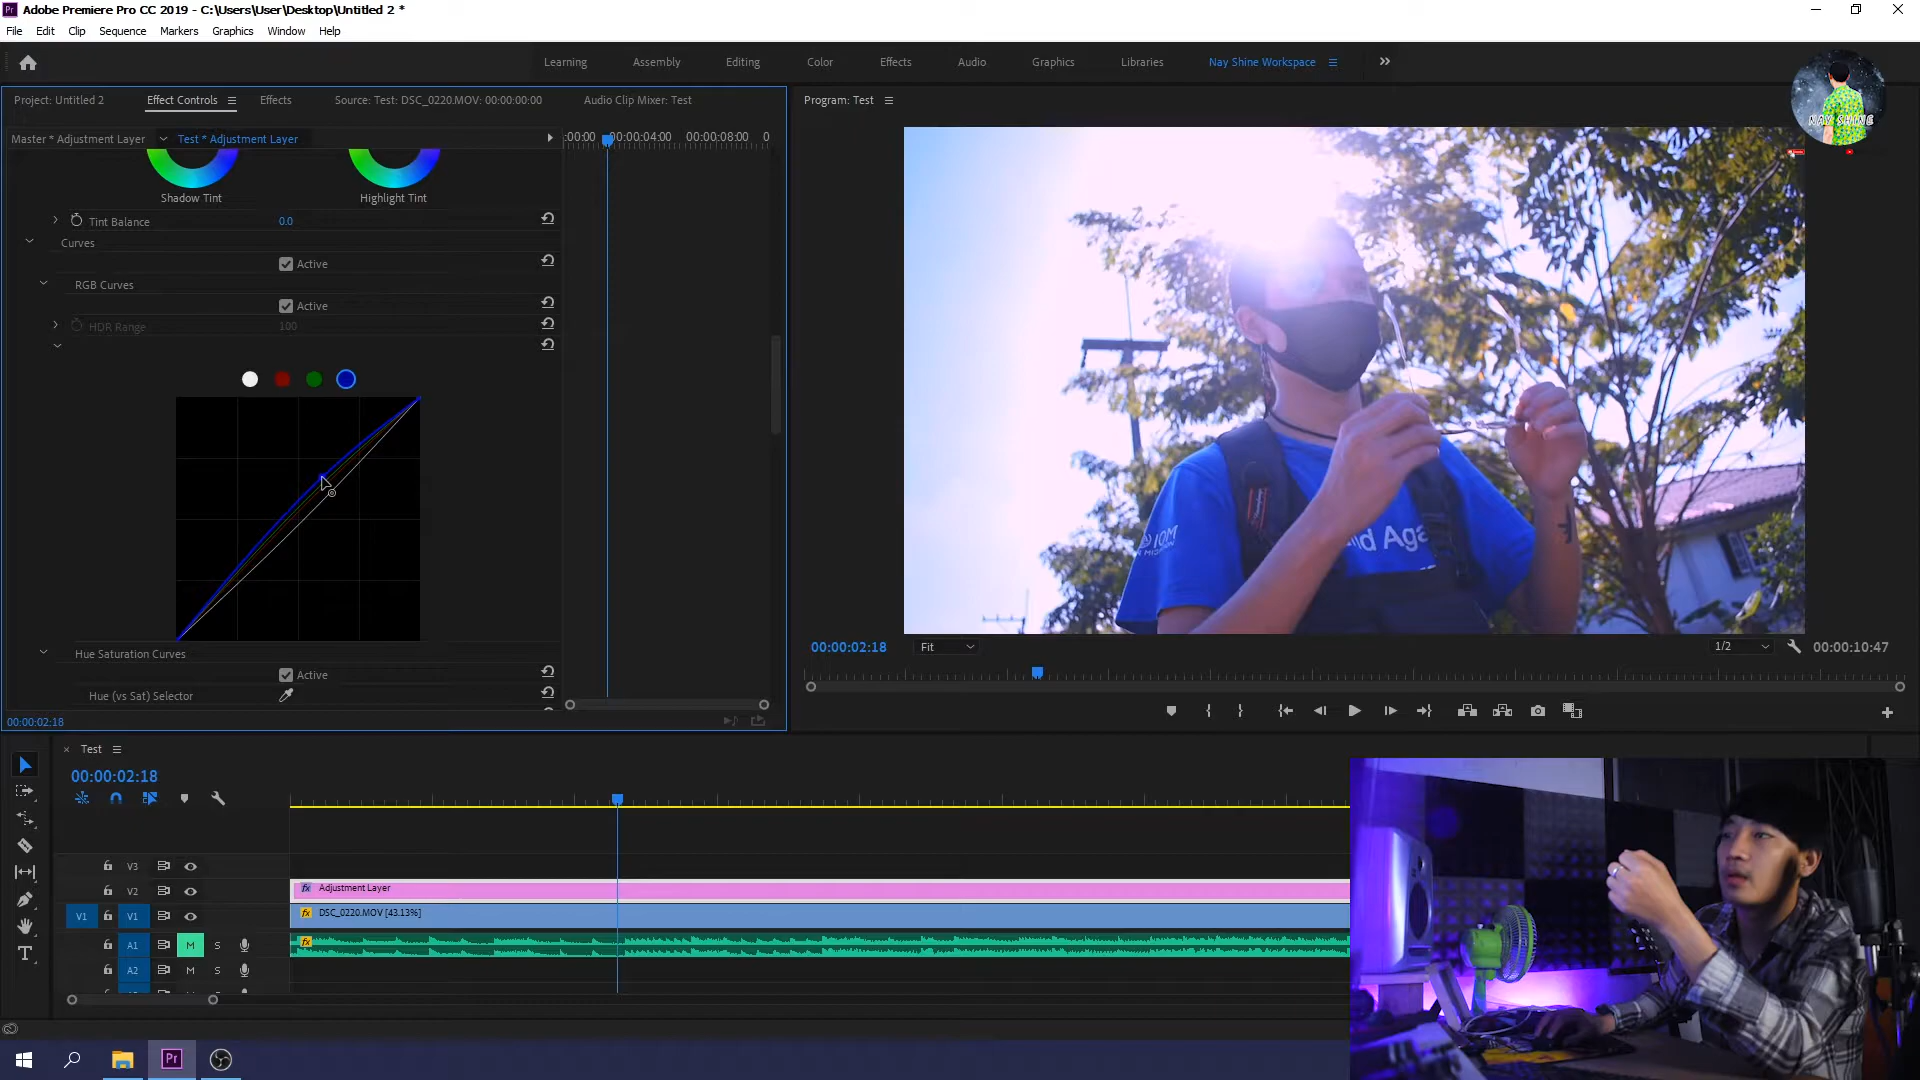 Adobe Premiere Pro CC 2019 - C:\Users\User\Desktop\Untitled 2 *
File Edit Clip Sequence Markers Graphics Window Help
Learning Assembly Editing Color Effects Audio Graphics Libraries Nay Shine Workspace
Project: Untitled 2 Effect Controls Effects Source: Test: DSC_0220.MOV: 00:00:00:00 Audio Clip Mixer: Test
Program: Test
NAY SHINE
Master * Adjustment Layer Test * Adjustment Layer
:00:00 00:00:04:00 00:00:08:00 0
Shadow Tint Highlight Tint
Tint Balance 0.0
Curves
Active
RGB Curves
Active
HDR Range 100
Hue Saturation Curves
Active
Hue (vs Sat) Selector
00:00:02:18
IOM
ld Aga
00:00:02:18 Fit 1/2 00:00:10:47
Test
00:00:02:18
V3
V2 Adjustment Layer
V1 V1 DSC_0220.MOV [43.13%]
A1 M S
A2 M S
Pr